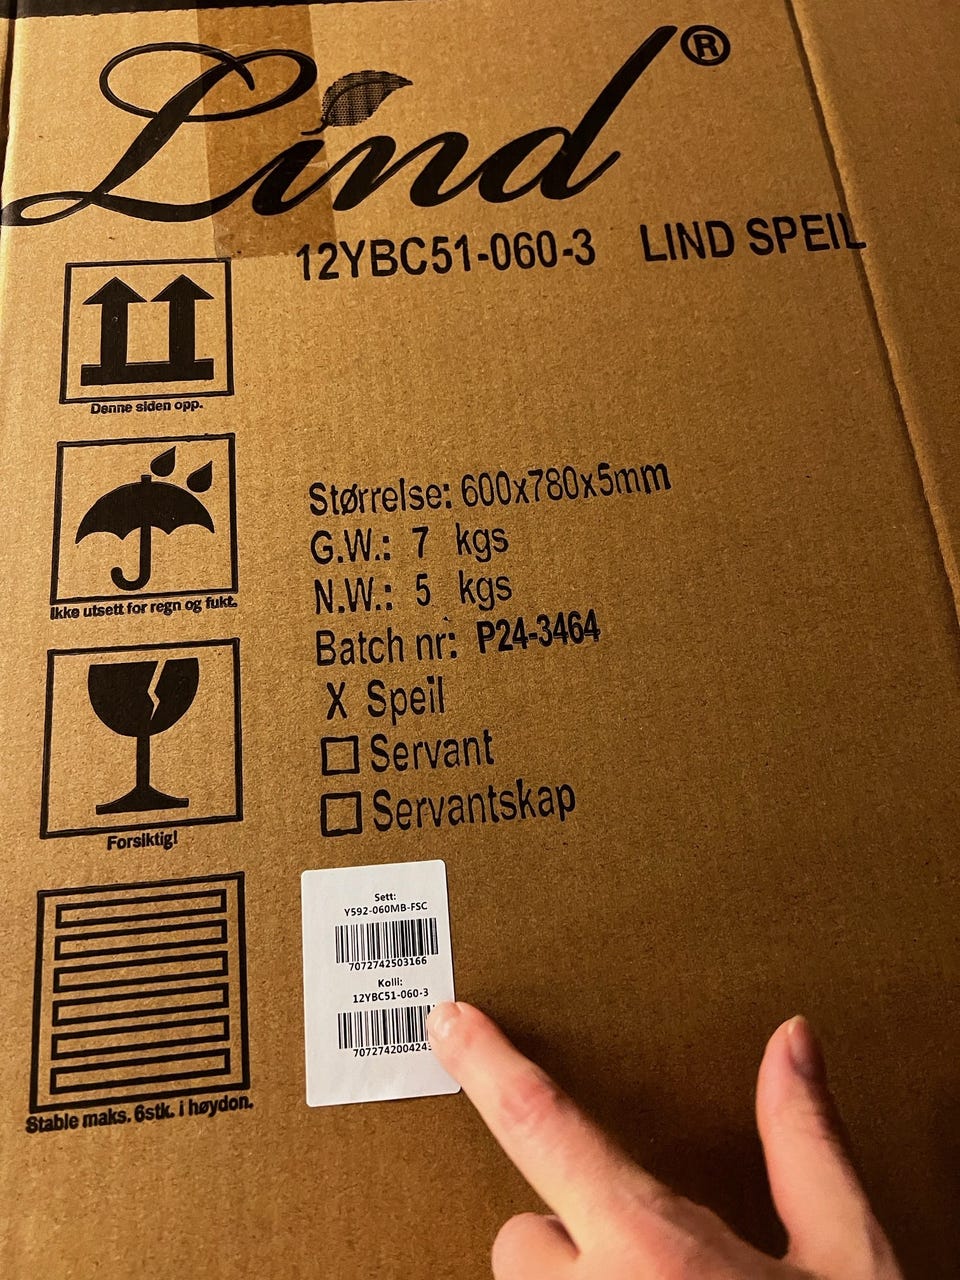 Lind®
12YBC51-060-3 LIND SPEIL
Denne siden opp.
Ikke utsett for regn og fukt.
Forsiktig!
Stable maks. 6stk. i høydon.
Størrelse: 600x780x5mm
G.W.: 7 kgs
N.W.: 5 kgs
Batch nr: P24-3464
X Speil
Servant
Servantskap
Sett:
Y592-060MB-FSC
7072742503166
Kolli:
12YBC51-060-3